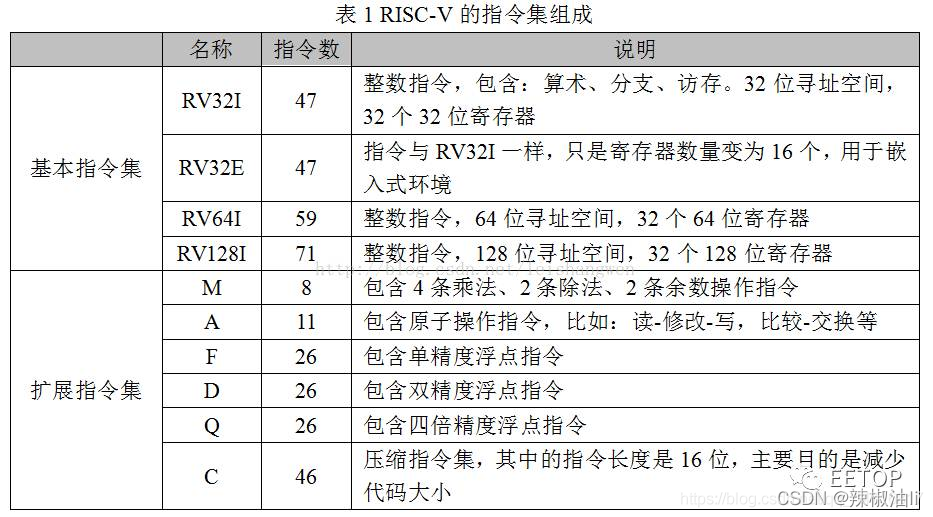 表 1 RISC-V 的指令集组成
名称 指令数 说明
基本指令集
RV32I 47 整数指令，包含：算术、分支、访存。32 位寻址空间，
32 个 32 位寄存器
RV32E 47 指令与 RV32I 一样，只是寄存器数量变为 16 个，用于嵌
入式环境
RV64I 59 整数指令，64 位寻址空间，32 个 64 位寄存器
RV128I 71 整数指令，128 位寻址空间，32 个 128 位寄存器
http://blog.csdn.net/leishangwen
扩展指令集
M 8 包含 4 条乘法、2 条除法、2 条余数操作指令
A 11 包含原子操作指令，比如：读-修改-写，比较-交换等
F 26 包含单精度浮点指令
D 26 包含双精度浮点指令
Q 26 包含四倍精度浮点指令
C 46 压缩指令集，其中的指令长度是 16 位，主要目的是减少
代码大小
EETOP
CSDN @辣椒油li